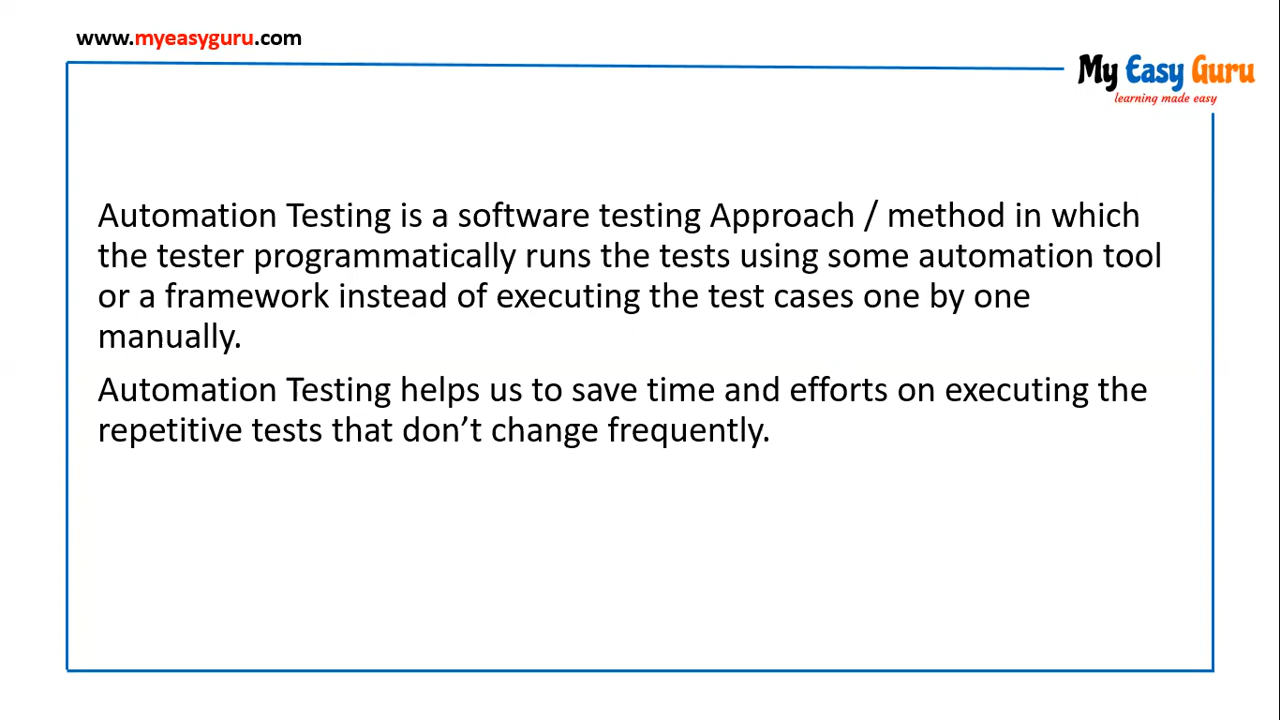 www.myeasyguru.com
My Easy Guru
learning made easy
Automation Testing is a software testing Approach / method in which
the tester programmatically runs the tests using some automation tool
or a framework instead of executing the test cases one by one
manually.
Automation Testing helps us to save time and efforts on executing the
repetitive tests that don’t change frequently.